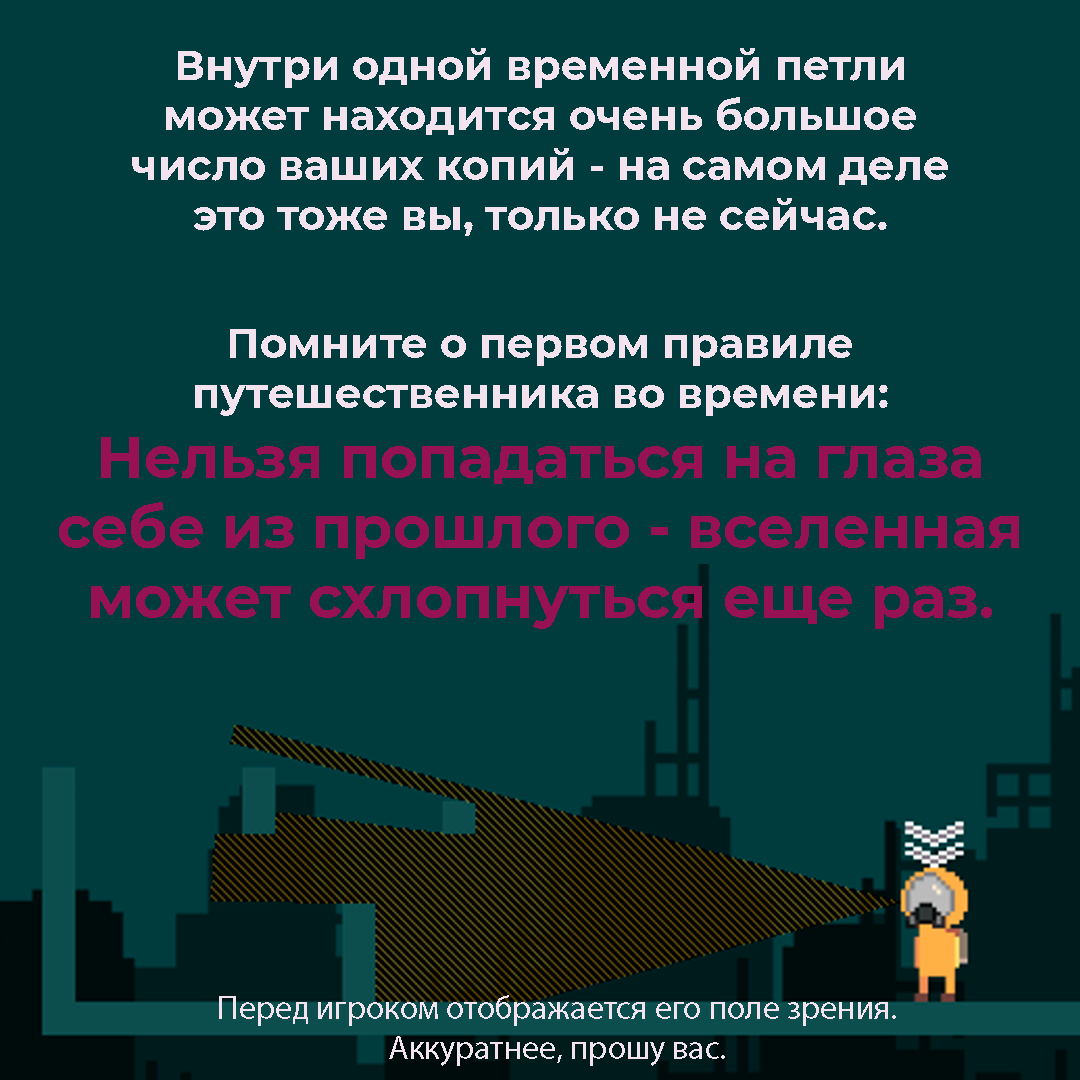 Внутри одной временной петли
может находится очень большое
число ваших копий - на самом деле
это тоже вы, только не сейчас.
Помните о первом правиле
путешественника во времени:
Нельзя попадаться на глаза
себе из прошлого - вселенная
может схлопнуться еще раз.
Перед игроком отображается его поле зрения.
Аккуратнее, прошу вас.